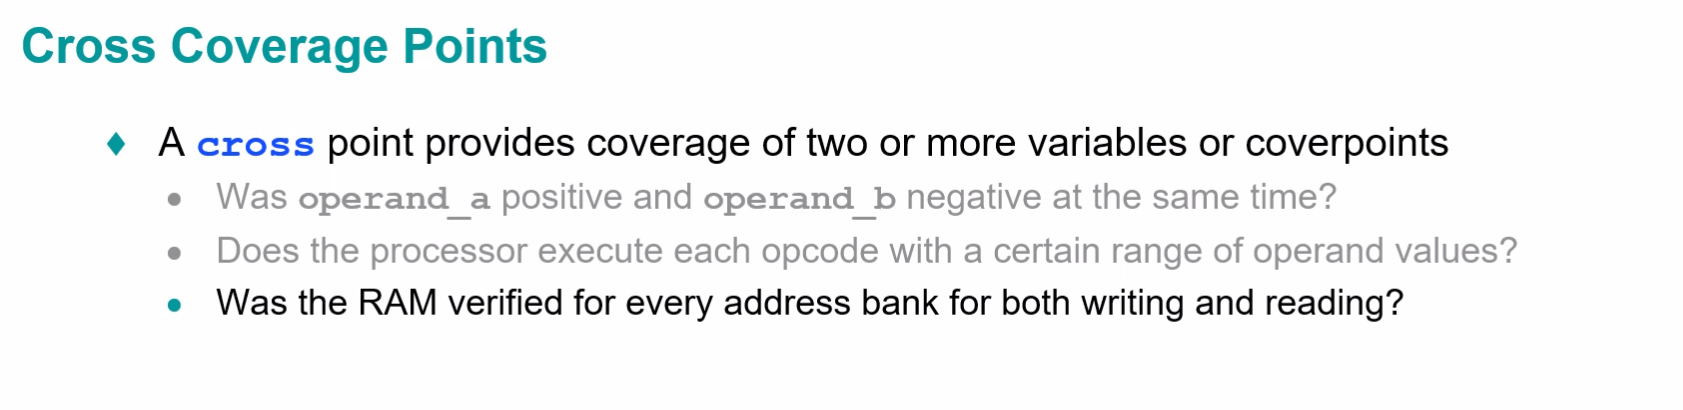 Cross Coverage Points
A cross point provides coverage of two or more variables or coverpoints
Was operand_a positive and operand_b negative at the same time?
Does the processor execute each opcode with a certain range of operand values?
Was the RAM verified for every address bank for both writing and reading?